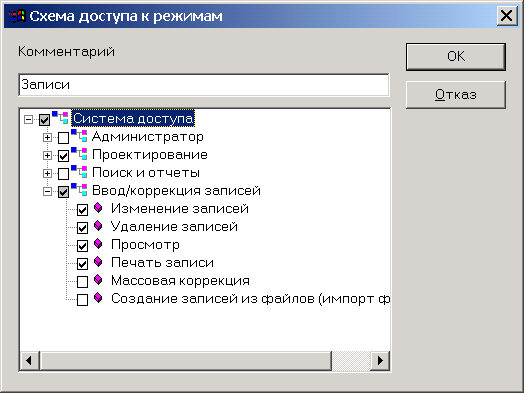 Схема доступа к режимам
Комментарий
OK
Записи
Отказ
Система доступа
Администратор
Проектирование
Поиск и отчеты
Ввод/коррекция записей
Изменение записей
Удаление записей
Просмотр
Печать записи
Массовая коррекция
Создание записей из файлов (импорт ф